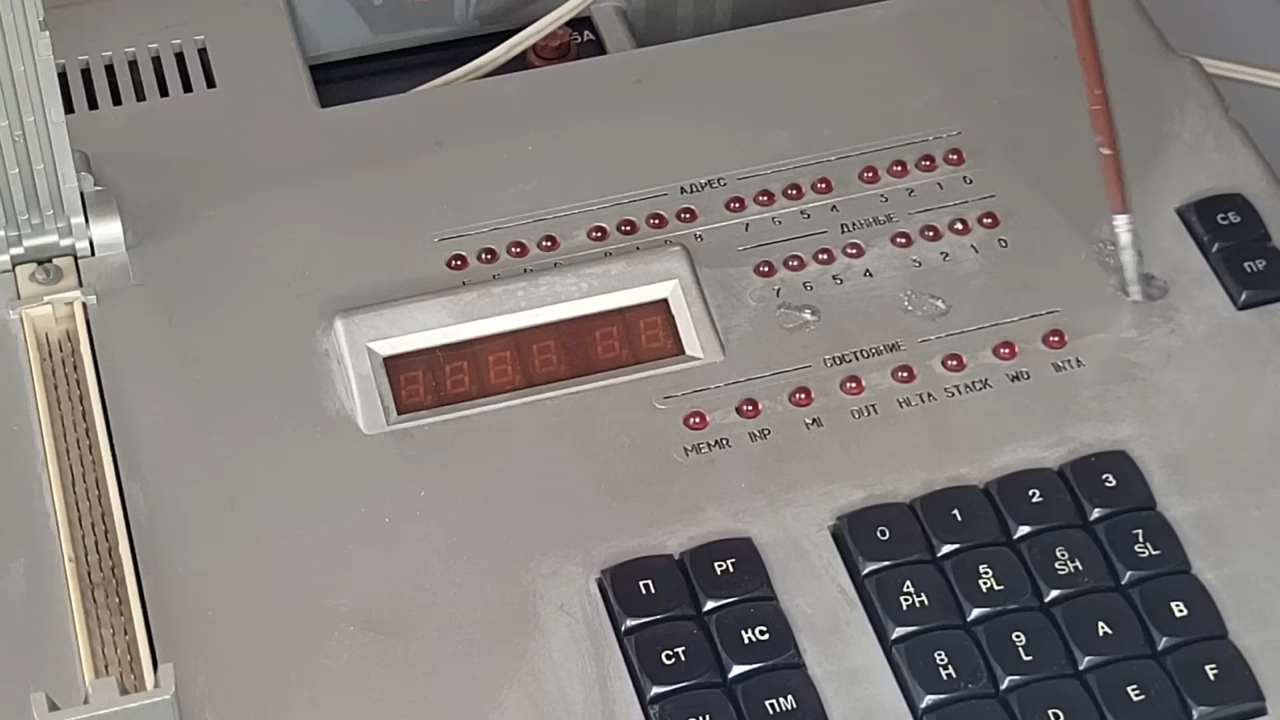 5А
АДРЕС
7 6 5 4 3 2 1 0
ДАННЫЕ
7 6 5 4 3 2 1 0
СОСТОЯНИЕ
MEMR INP MI OUT HLTA STACK WO INTA
СБ
ПР
П РГ
СТ КС
ПМ
0 1 2 3
4 PH 5 PL 6 SH 7 SL
8 H 9 L A B
D E F